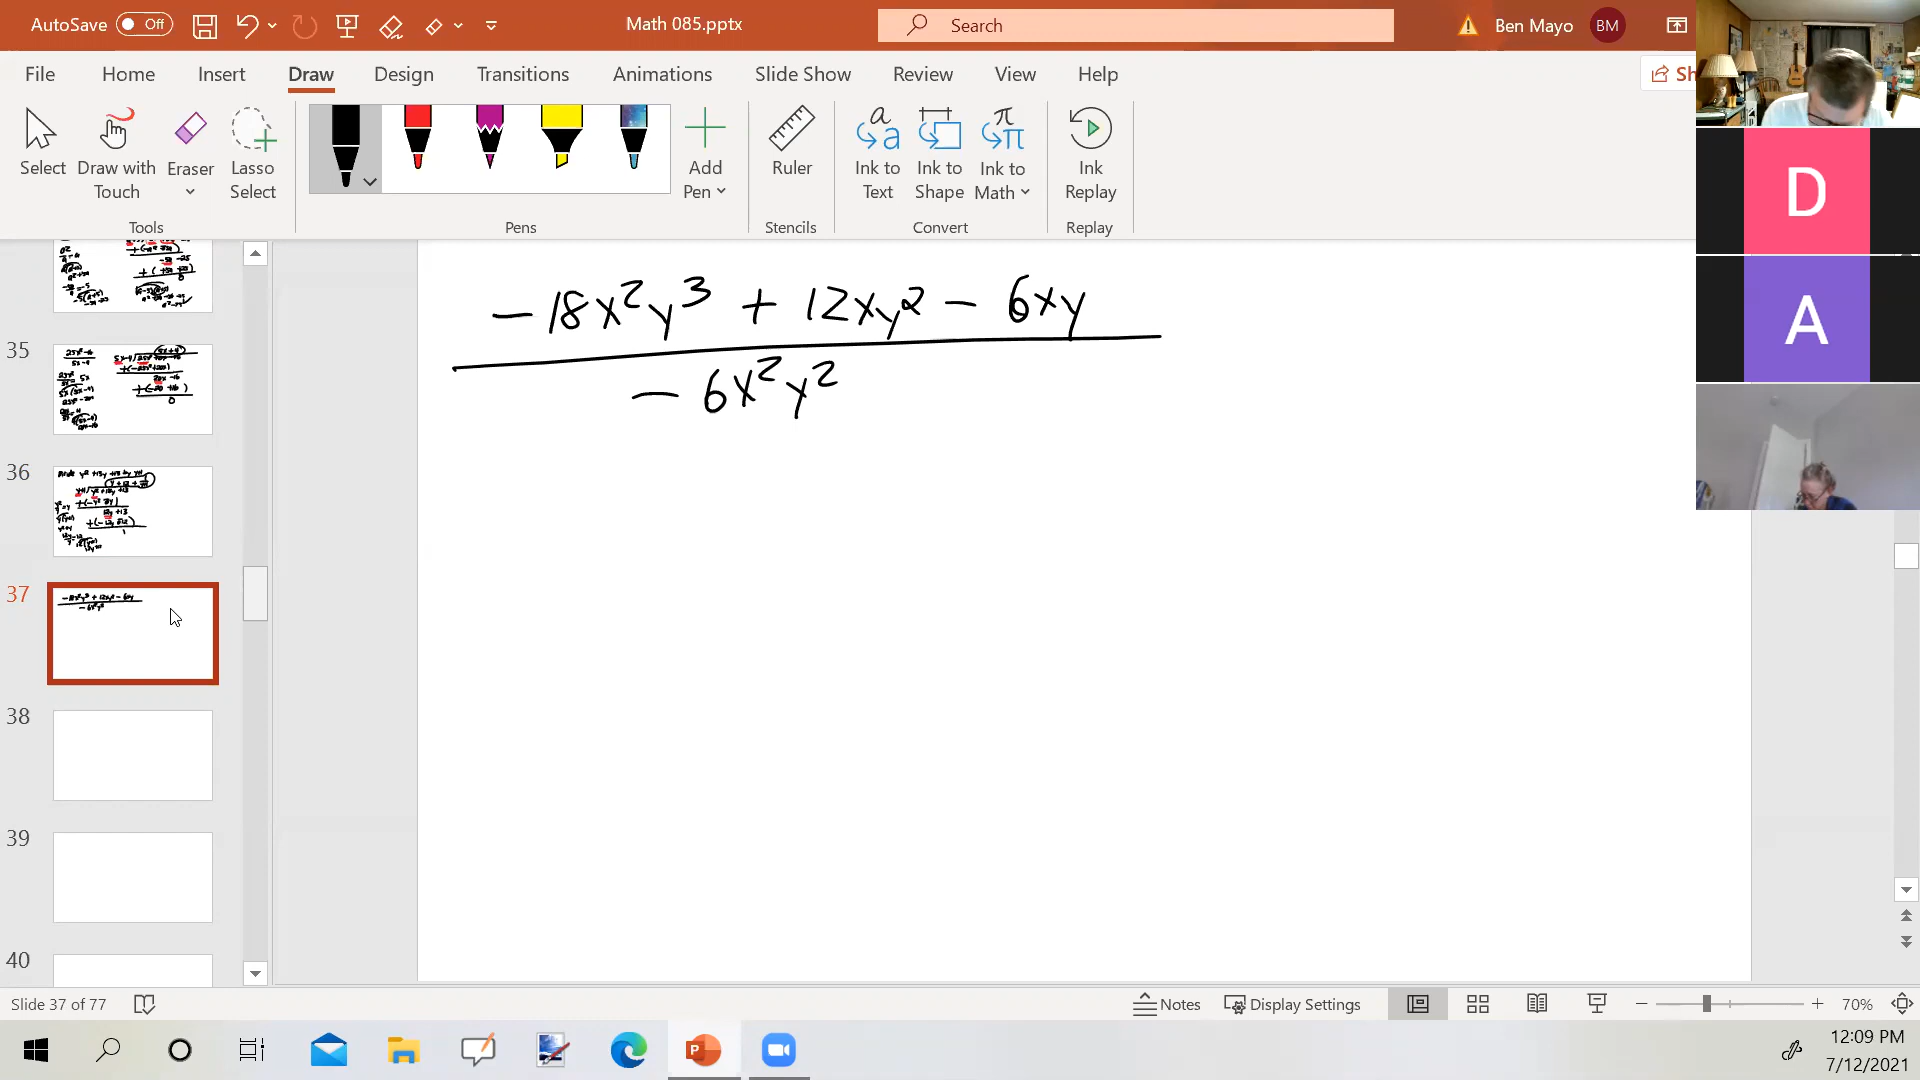 AutoSave Off Math 085.pptx Search Ben Mayo BM
File Home Insert Draw Design Transitions Animations Slide Show Review View Help Sh
Select Draw with Touch Eraser Lasso Select Add Pen Ruler Ink to Text Ink to Shape Ink to Math Ink Replay
Tools Pens Stencils Convert Replay
D
A
-18x²y³ + 12xy² - 6xy
-6x²y²
35
36
37
38
39
40
Slide 37 of 77 Notes Display Settings 70%
12:09 PM
7/12/2021